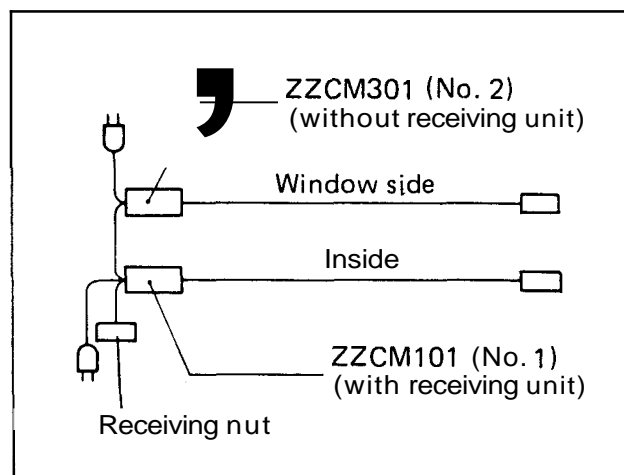 ZZCM301 (No. 2)
(without receiving unit)
Window side
Inside
ZZCM101 (No. 1)
(with receiving unit)
Receiving nut